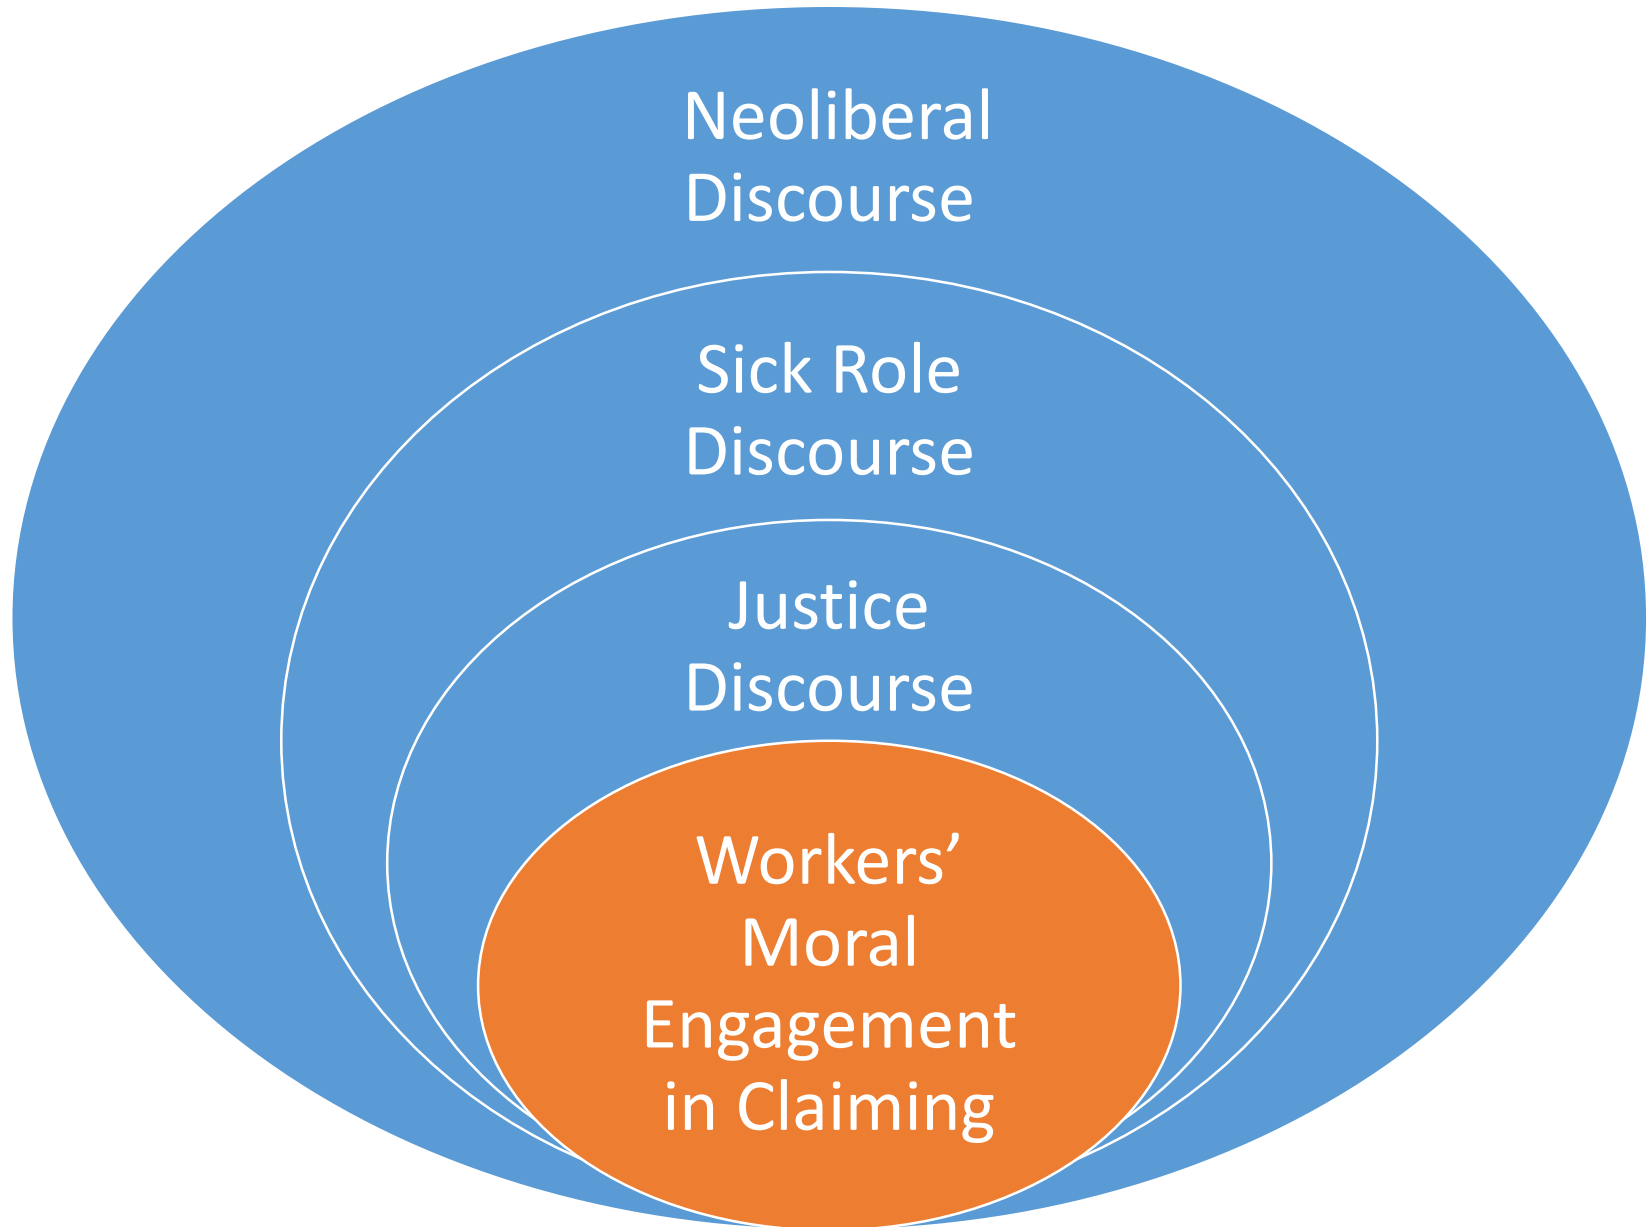 Neoliberal
Discourse
Sick Role
Discourse
Justice
Discourse
Workers’
Moral
Engagement
in Claiming